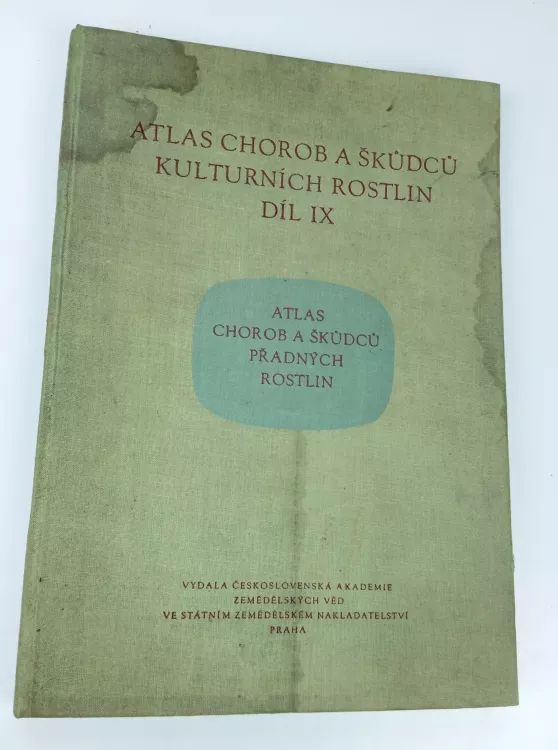 ATLAS CHOROB A ŠKŮDCŮ
KULTURNÍCH ROSTLIN
DÍL IX
ATLAS
CHOROB A ŠKŮDCŮ
PŘADNÝCH
ROSTLIN
VYDALA ČESKOSLOVENSKÁ AKADEMIE
ZEMĚDĚLSKÝCH VĚD
VE STÁTNÍM ZEMĚDĚLSKÉM NAKLADATELSTVÍ
PRAHA